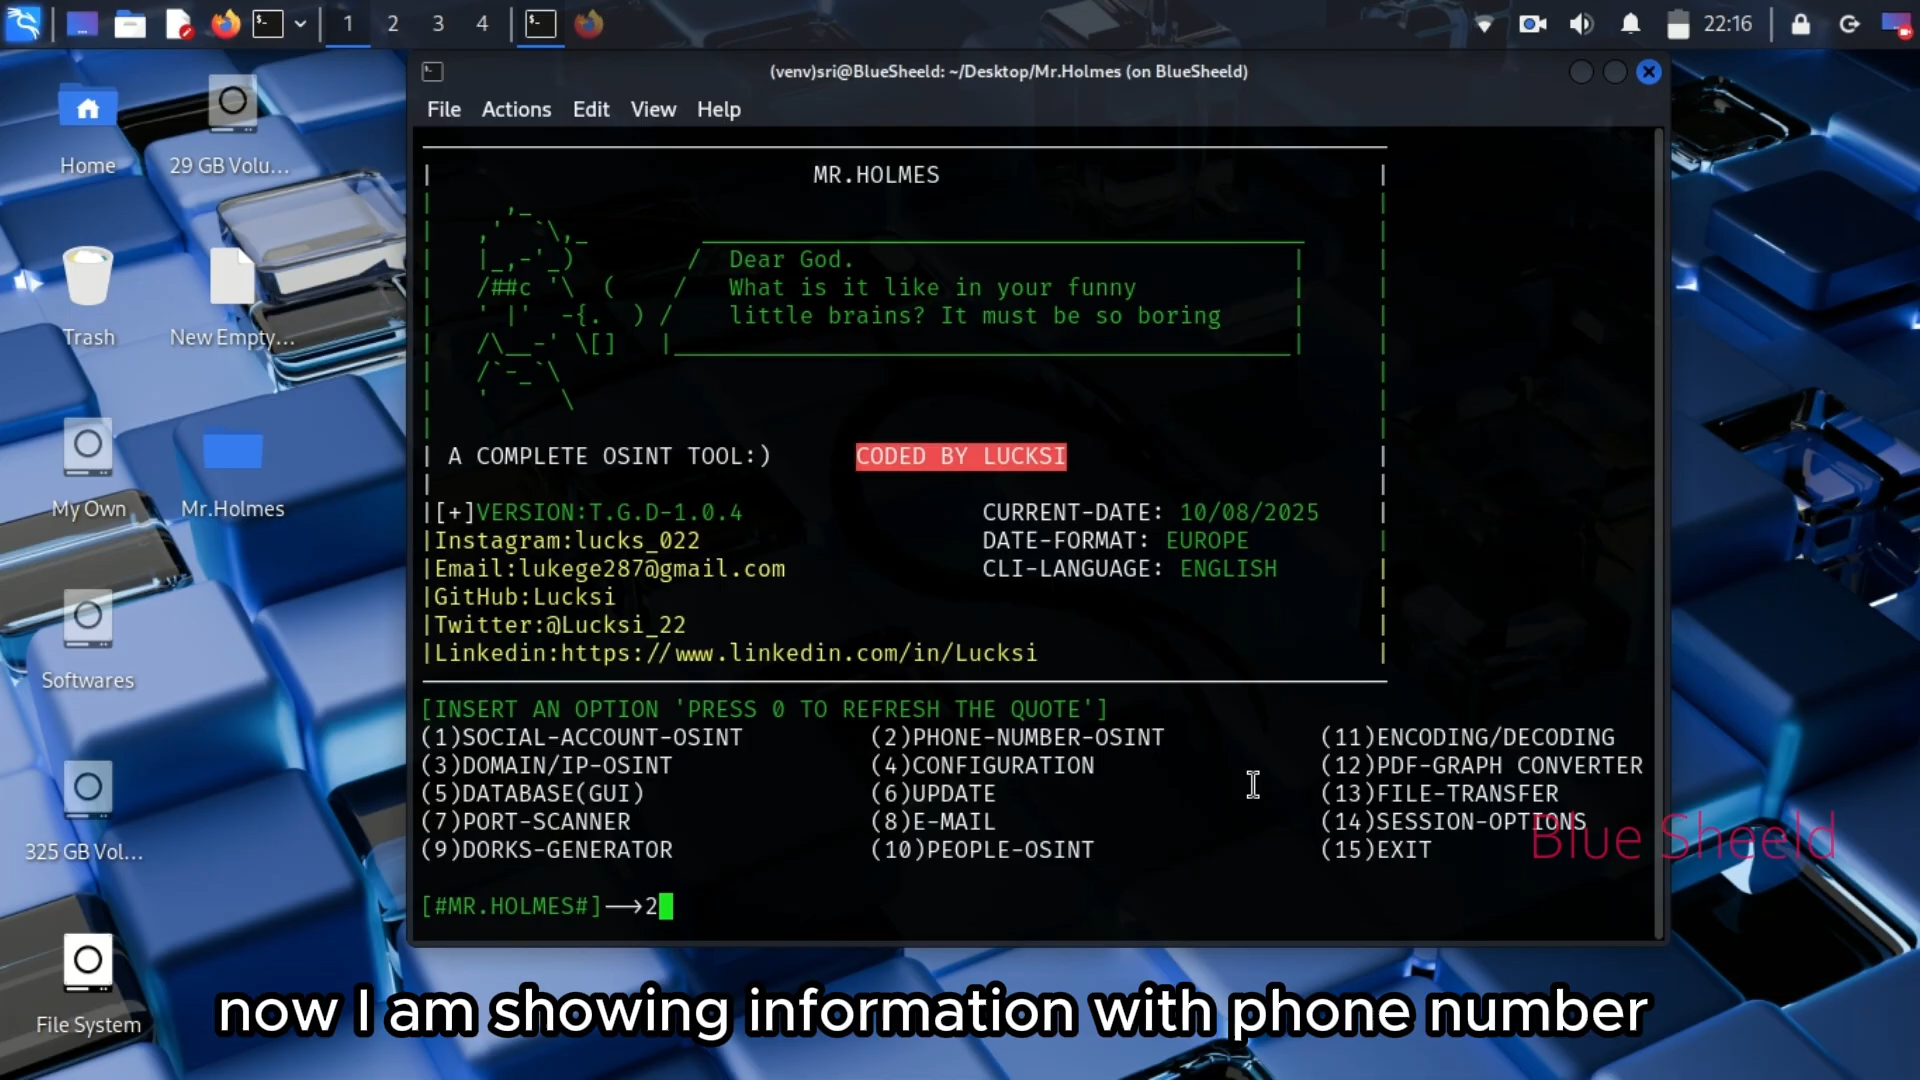 1 2 3 4
22:16
(venv)sri@BlueSheeld: ~/Desktop/Mr.Holmes (on BlueSheeld)
File Actions Edit View Help
Home
29 GB Volu...
Trash
New Empty...
My Own
Mr.Holmes
Softwares
325 GB Vol...
File System
MR.HOLMES
Dear God.
What is it like in your funny
little brains? It must be so boring
A COMPLETE OSINT TOOL:) CODED BY LUCKSI
[+]VERSION:T.G.D-1.0.4 CURRENT-DATE: 10/08/2025
Instagram:lucks_022 DATE-FORMAT: EUROPE
Email:lukege287@gmail.com CLI-LANGUAGE: ENGLISH
GitHub:Lucksi
Twitter:@Lucksi_22
Linkedin:https://www.linkedin.com/in/Lucksi
[INSERT AN OPTION 'PRESS 0 TO REFRESH THE QUOTE']
(1)SOCIAL-ACCOUNT-OSINT (2)PHONE-NUMBER-OSINT (11)ENCODING/DECODING
(3)DOMAIN/IP-OSINT (4)CONFIGURATION (12)PDF-GRAPH CONVERTER
(5)DATABASE(GUI) (6)UPDATE (13)FILE-TRANSFER
(7)PORT-SCANNER (8)E-MAIL (14)SESSION-OPTIONS
(9)DORKS-GENERATOR (10)PEOPLE-OSINT (15)EXIT
Blue Sheeld
[#MR.HOLMES#]-->2
now I am showing information with phone number